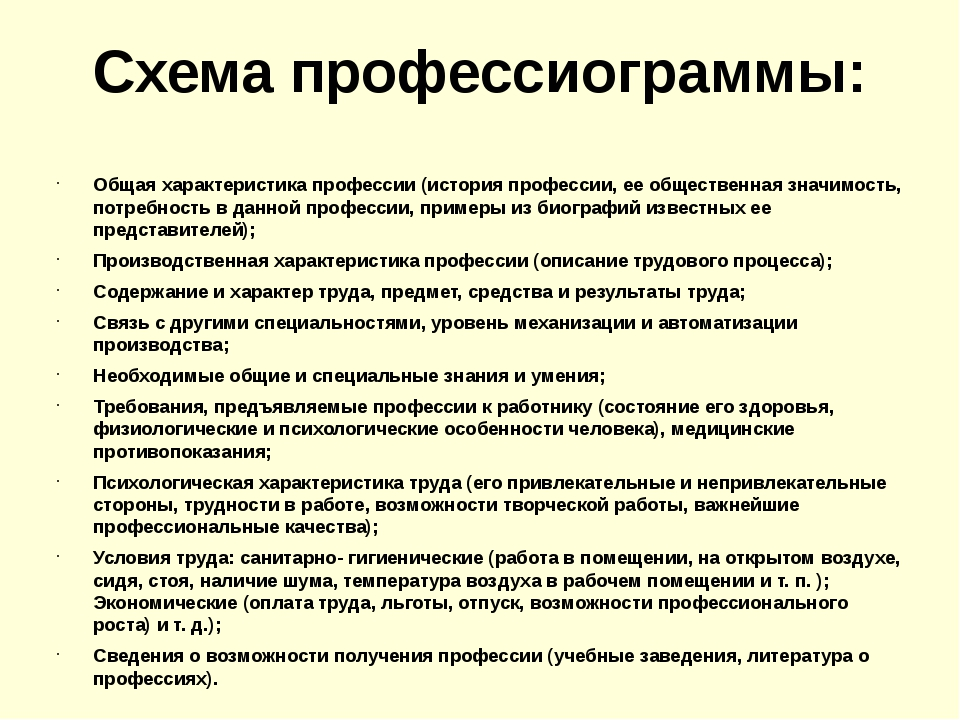 Схема профессиограммы:
Общая характеристика профессии (история профессии, ее общественная значимость,
потребность в данной профессии, примеры из биографий известных ее
представителей);
Производственная характеристика профессии (описание трудового процесса);
Содержание и характер труда, предмет, средства и результаты труда;
Связь с другими специальностями, уровень механизации и автоматизации
производства;
Необходимые общие и специальные знания и умения;
Требования, предъявляемые профессии к работнику (состояние его здоровья,
физиологические и психологические особенности человека), медицинские
противопоказания;
Психологическая характеристика труда (его привлекательные и непривлекательные
стороны, трудности в работе, возможности творческой работы, важнейшие
профессиональные качества);
Условия труда: санитарно- гигиенические (работа в помещении, на открытом воздухе,
сидя, стоя, наличие шума, температура воздуха в рабочем помещении и т. п. );
Экономические (оплата труда, льготы, отпуск, возможности профессионального
роста) и т. д.);
Сведения о возможности получения профессии (учебные заведения, литература о
профессиях).